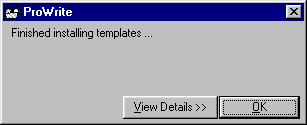 ProWrite
Finished installing templates ...
View Details >>
OK